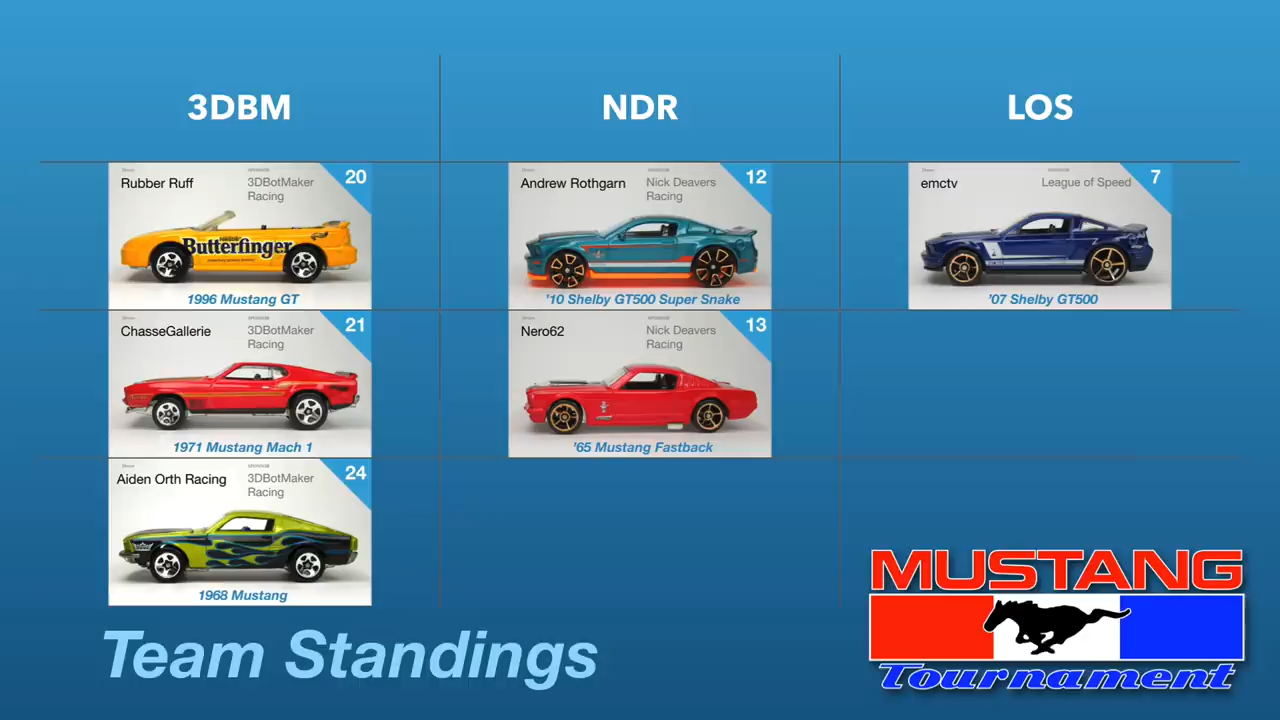 3DBM
NDR
LOS
Rubber Ruff
3DBotMaker
Racing
20
Butterfinger
1996 Mustang GT
Andrew Rothgarn
Nick Deavers
Racing
12
'10 Shelby GT500 Super Snake
emctv
League of Speed
7
'07 Shelby GT500
ChasseGallerie
3DBotMaker
Racing
21
1971 Mustang Mach 1
Nero62
Nick Deavers
Racing
13
'65 Mustang Fastback
Aiden Orth Racing
3DBotMaker
Racing
24
1968 Mustang
Team Standings
MUSTANG
Tournament